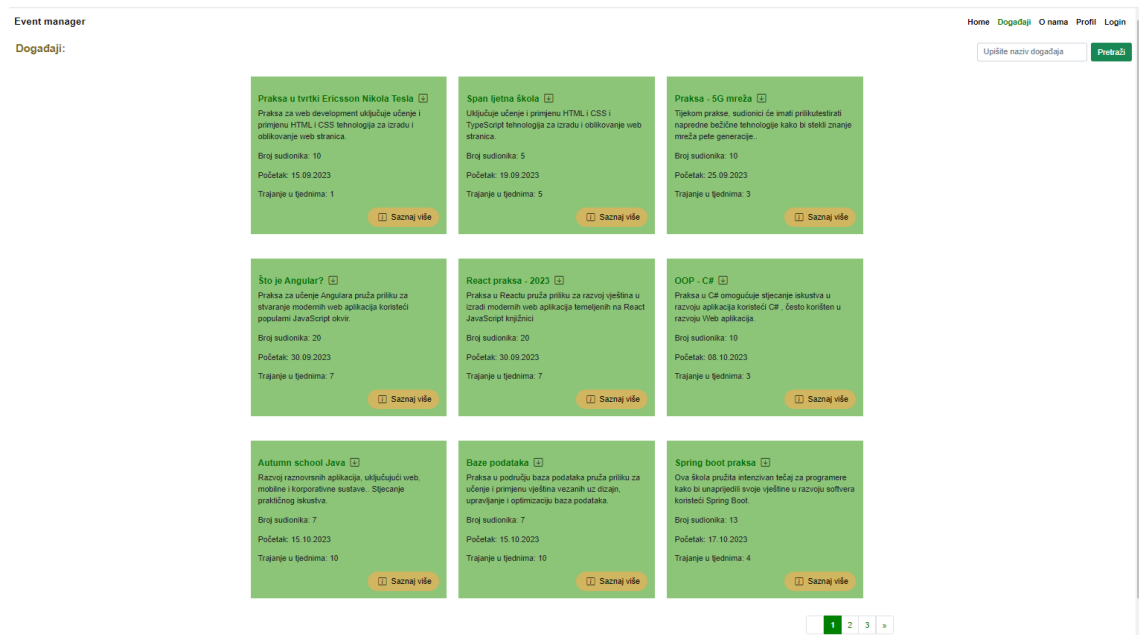 Event manager
Home Događaji O nama Profil Login
Događaji:
Upišite naziv događaja Pretraži
Praksa u tvrtki Ericsson Nikola Tesla
Praksa za web development uključuje učenje i
primjenu HTML i CSS tehnologija za izradu i
oblikovanje web stranica.
Broj sudionika: 10
Početak: 15.09.2023
Trajanje u tjednima: 1
Saznaj više
Span ljetna škola
Uključuje učenje i primjenu HTML i CSS i
TypeScript tehnologija za izradu i oblikovanje web
stranica.
Broj sudionika: 5
Početak: 19.09.2023
Trajanje u tjednima: 5
Saznaj više
Praksa - 5G mreža
Tijekom prakse, sudionici će imati prilikutestirati
napredne bežične tehnologije kako bi stekli znanje
mreža pete generacije..
Broj sudionika: 10
Početak: 25.09.2023
Trajanje u tjednima: 3
Saznaj više
Što je Angular?
Praksa za učenje Angulara pruža priliku za
stvaranje modernih web aplikacija koristeći
popularni JavaScript okvir.
Broj sudionika: 20
Početak: 30.09.2023
Trajanje u tjednima: 7
Saznaj više
React praksa - 2023
Praksa u Reactu pruža priliku za razvoj vještina u
izradi modernih web aplikacija temeljenih na React
JavaScript knjižnici
Broj sudionika: 20
Početak: 30.09.2023
Trajanje u tjednima: 7
Saznaj više
OOP - C#
Praksa u C# omogućuje stjecanje iskustva u
razvoju aplikacija koristeći C# , često korišten u
razvoju Web aplikacija.
Broj sudionika: 10
Početak: 08.10.2023
Trajanje u tjednima: 3
Saznaj više
Autumn school Java
Razvoj raznovrsnih aplikacija, uključujući web,
mobilne i korporativne sustave.. Stjecanje
praktičnog iskustva.
Broj sudionika: 7
Početak: 15.10.2023
Trajanje u tjednima: 10
Saznaj više
Baze podataka
Praksa u području baza podataka pruža priliku za
učenje i primjenu vještina vezanih uz dizajn,
upravljanje i optimizaciju baza podataka.
Broj sudionika: 7
Početak: 15.10.2023
Trajanje u tjednima: 10
Saznaj više
Spring boot praksa
Ova škola pružita intenzivan tečaj za programere
kako bi unaprijedili svoje vještine u razvoju softvera
koristeći Spring Boot.
Broj sudionika: 13
Početak: 17.10.2023
Trajanje u tjednima: 4
Saznaj više
1 2 3 »